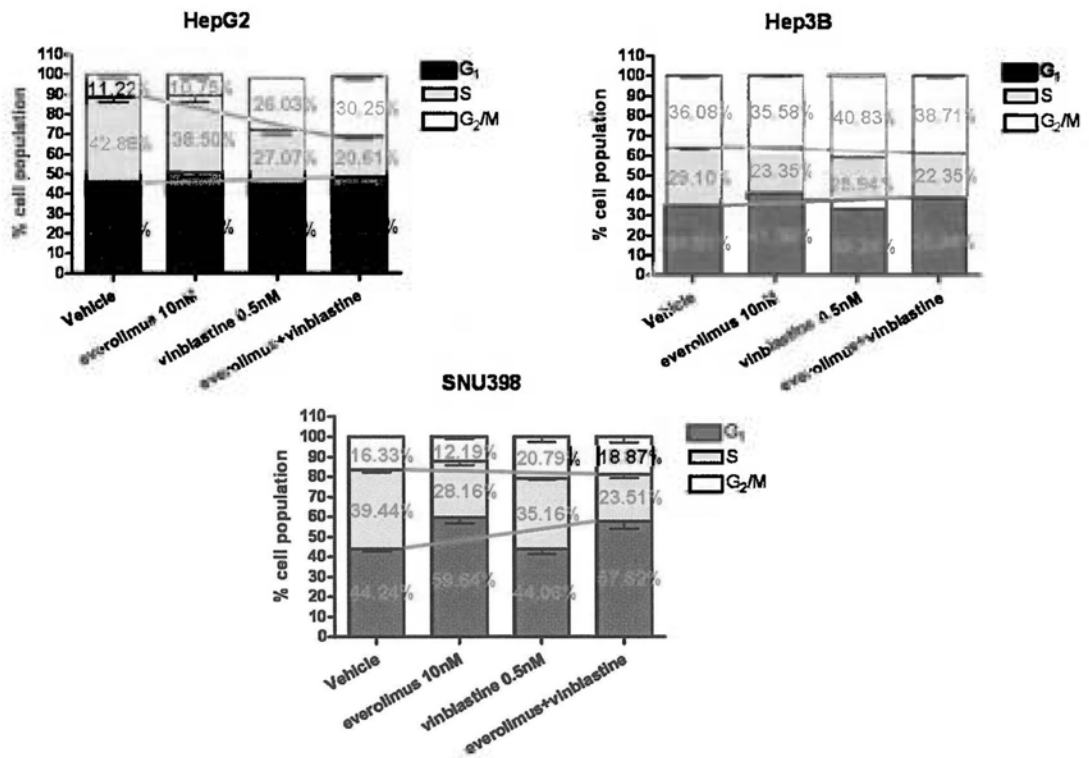 HepG2
110
100
90
80
70
60
50
40
30
20
10
0
% cell population
11.22%
10.75%
26.03%
30.25%
42.88%
38.50%
27.07%
20.61%
% % % %
G1
S
G2/M
Vehicle
everolimus 10nM
vinblastine 0.5nM
everolimus+vinblastine
Hep3B
110
100
90
80
70
60
50
40
30
20
10
0
% cell population
36.08%
35.58%
40.83%
38.71%
29.10%
23.35%
22.35%
G1
S
G2/M
Vehicle
everolimus 10nM
vinblastine 0.5nM
everolimus+vinblastine
SNU398
110
100
90
80
70
60
50
40
30
20
10
0
% cell population
16.33%
12.19%
20.79%
18.87%
39.44%
28.16%
35.16%
23.51%
44.24%
59.64%
44.06%
57.62%
G1
S
G2/M
Vehicle
everolimus 10nM
vinblastine 0.5nM
everolimus+vinblastine